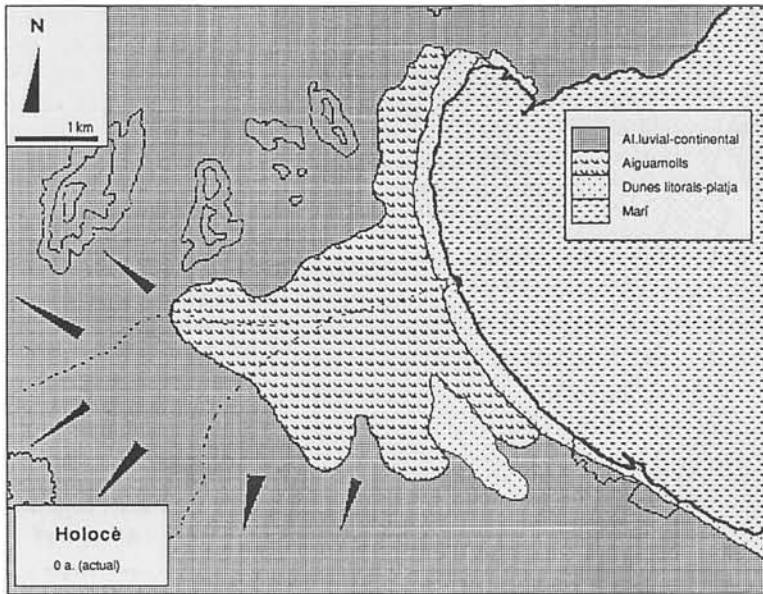 N
1 km
Al.luvial-continental
Aiguamolls
Dunes litorals-platja
Marí
Holocè
0 a. (actual)